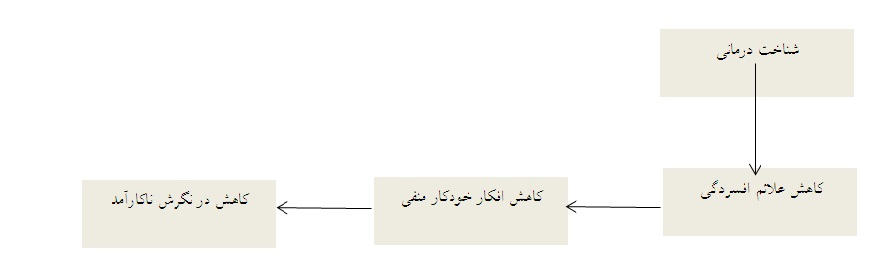 شناخت درمانی
کاهش علائم افسردگی
کاهش افکار خودکار منفی
کاهش در نگرش ناکارآمد